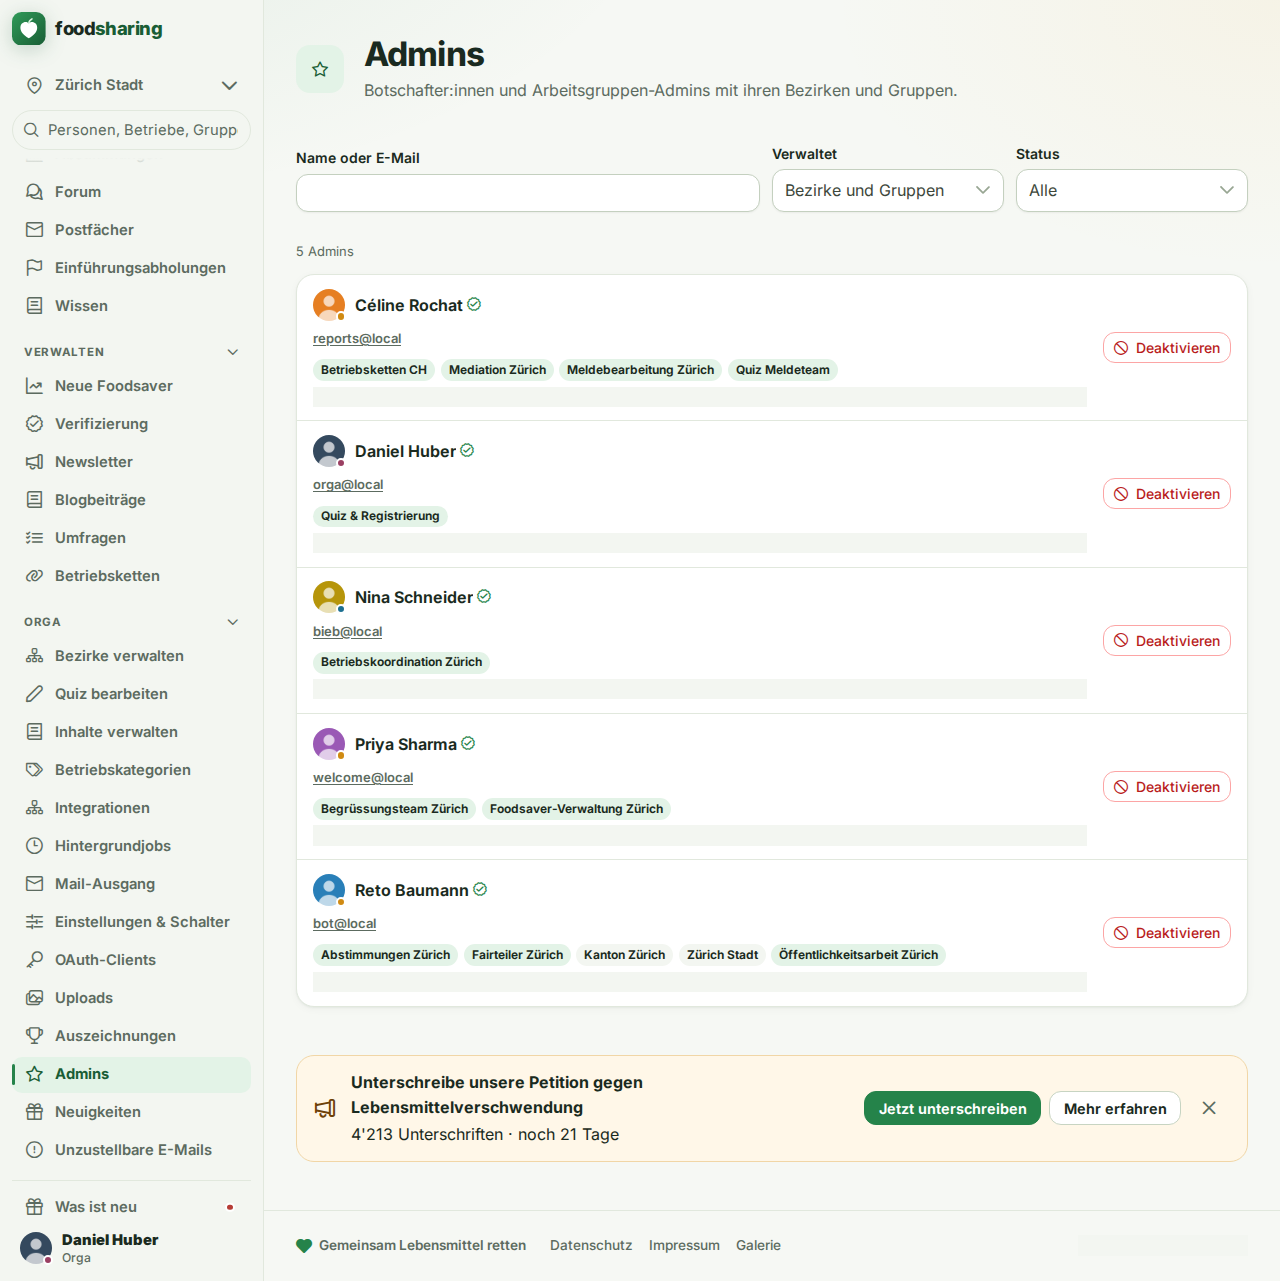 foodsharing
Zürich Stadt
Personen, Betriebe, Grupp
Forum
Postfächer
Einführungsabholungen
Wissen
VERWALTEN
Neue Foodsaver
Verifizierung
Newsletter
Blogbeiträge
Umfragen
Betriebsketten
ORGA
Bezirke verwalten
Quiz bearbeiten
Inhalte verwalten
Betriebskategorien
Integrationen
Hintergrundjobs
Mail-Ausgang
Einstellungen & Schalter
OAuth-Clients
Uploads
Auszeichnungen
Admins
Neuigkeiten
Unzustellbare E-Mails
Was ist neu
Daniel Huber
Orga
Admins
Botschafter:innen und Arbeitsgruppen-Admins mit ihren Bezirken und Gruppen.
Name oder E-Mail
Verwaltet
Bezirke und Gruppen
Status
Alle
5 Admins
Céline Rochat
reports@local
Betriebsketten CH Mediation Zürich Meldebearbeitung Zürich Quiz Meldeteam
Deaktivieren
Daniel Huber
orga@local
Quiz & Registrierung
Deaktivieren
Nina Schneider
bieb@local
Betriebskoordination Zürich
Deaktivieren
Priya Sharma
welcome@local
Begrüssungsteam Zürich Foodsaver-Verwaltung Zürich
Deaktivieren
Reto Baumann
bot@local
Abstimmungen Zürich Fairteiler Zürich Kanton Zürich Zürich Stadt Öffentlichkeitsarbeit Zürich
Deaktivieren
Unterschreibe unsere Petition gegen
Lebensmittelverschwendung
4'213 Unterschriften · noch 21 Tage
Jetzt unterschreiben
Mehr erfahren
Gemeinsam Lebensmittel retten Datenschutz Impressum Galerie